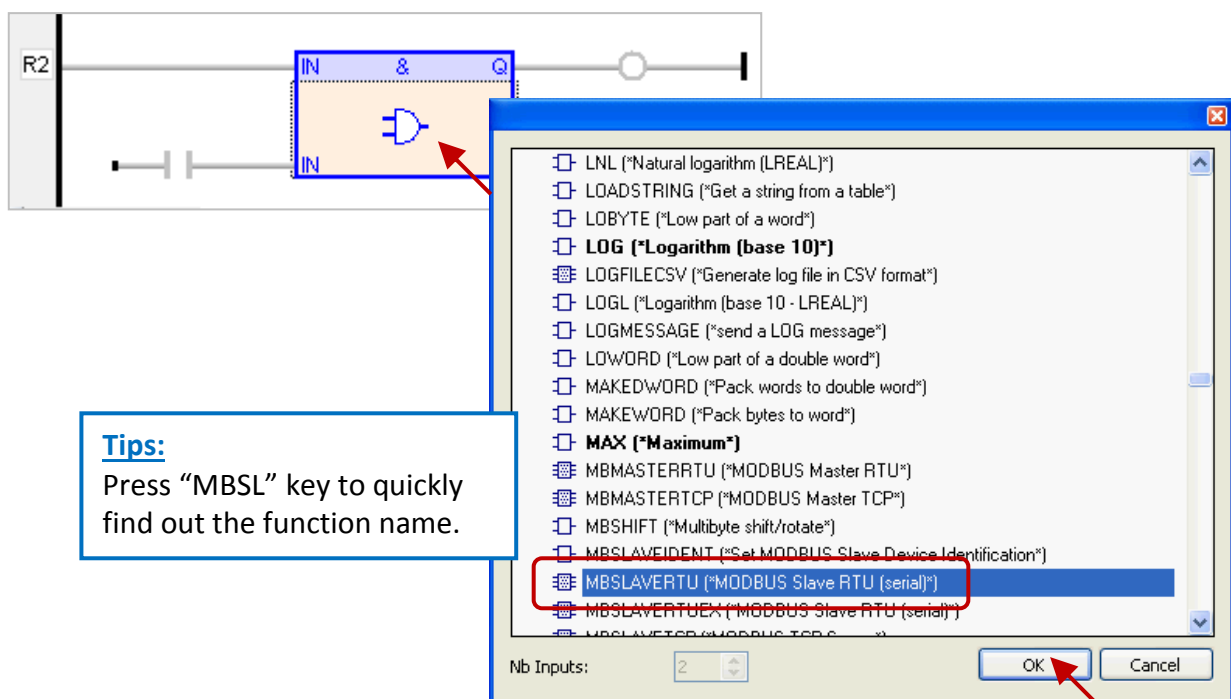 R2
IN & Q
IN
LNL (*Natural logarithm (LREAL)*)
LOADSTRING (*Get a string from a table*)
LOBYTE (*Low part of a word*)
LOG (*Logarithm (base 10)*)
LOGFILECSV (*Generate log file in CSV format*)
LOGL (*Logarithm (base 10 - LREAL)*)
LOGMESSAGE (*send a LOG message*)
LOWORD (*Low part of a double word*)
MAKEDWORD (*Pack words to double word*)
MAKEWORD (*Pack bytes to word*)
MAX (*Maximum*)
MBMASTERRTU (*MODBUS Master RTU*)
MBMASTERTCP (*MODBUS Master TCP*)
MBSHIFT (*Multibyte shift/rotate*)
MBSLAVEIDENT (*Set MODBUS Slave Device Identification*)
MBSLAVERTU (*MODBUS Slave RTU (serial)*)
MBSLAVERTUEX (*MODBUS Slave RTU (serial)*)
MBSLAVETCP (*MODBUS TCP
Nb Inputs: 2 OK Cancel
Tips:
Press “MBSL” key to quickly
find out the function name.